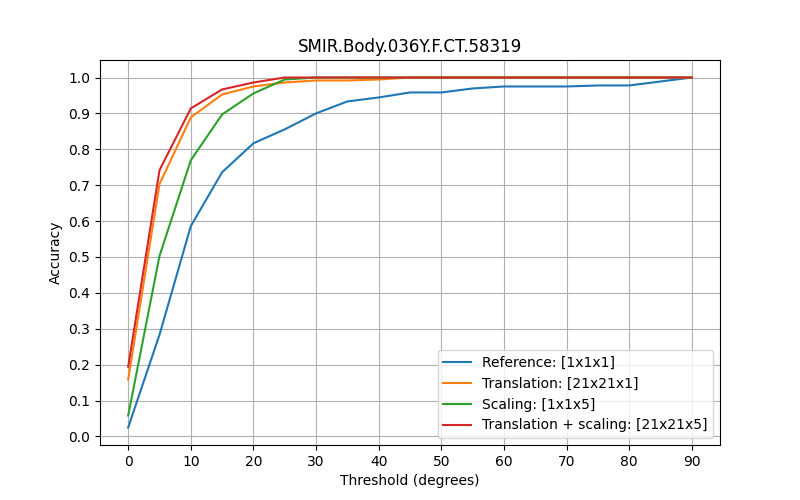 SMIR.Body.036Y.F.CT.58319
1.0
0.9
0.8
0.7
0.6
0.5
0.4
0.3
0.2
0.1
0.0
Accuracy
Reference: [1x1x1]
Translation: [21x21x1]
Scaling: [1x1x5]
Translation + scaling: [21x21x5]
0 10 20 30 40 50 60 70 80 90
Threshold (degrees)